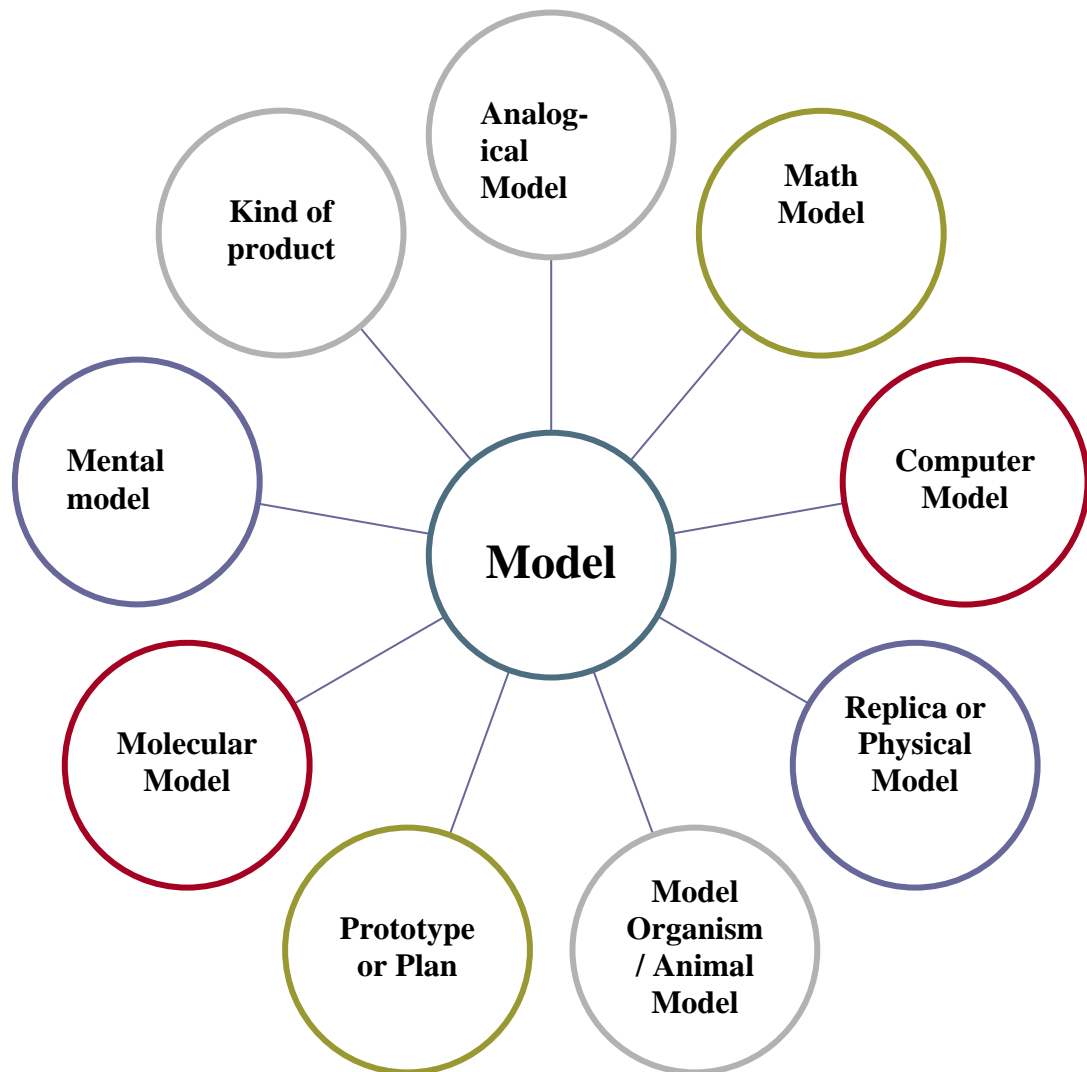 Analog-
ical
Model
Math
Model
Kind of
product
Computer
Model
Mental
model
Model
Replica or
Physical
Model
Molecular
Model
Model
Organism
/ Animal
Model
Prototype
or Plan